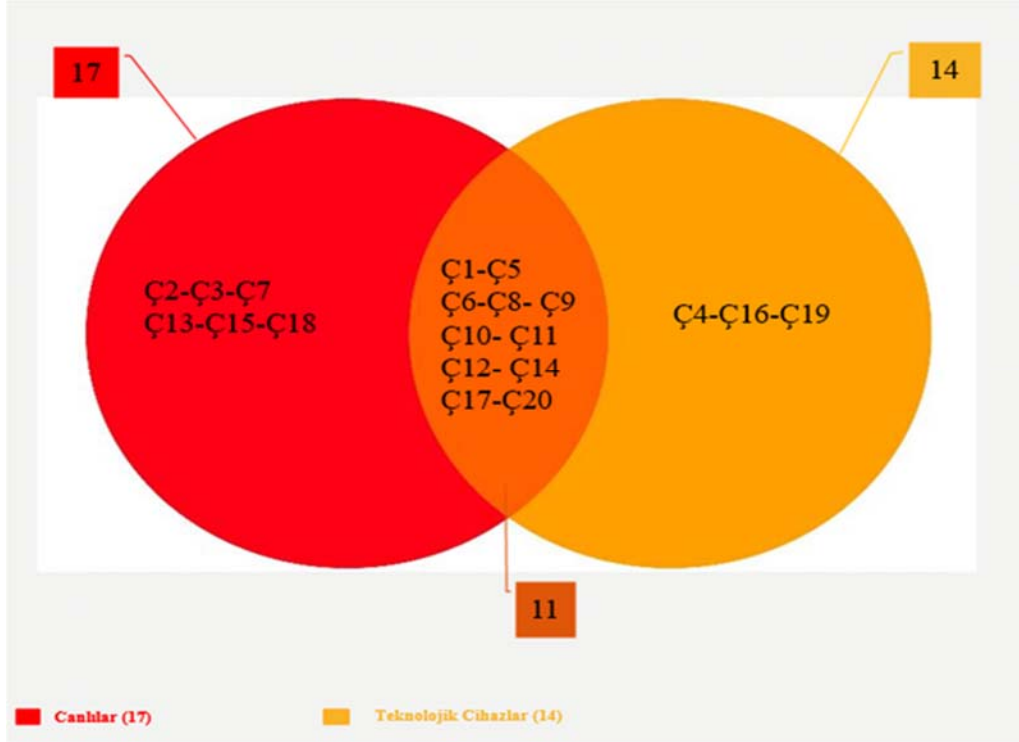 17
14
Ç2-Ç3-Ç7
Ç13-Ç15-Ç18
Ç1-Ç5
Ç6-Ç8- Ç9
Ç10- Ç11
Ç12- Ç14
Ç17-Ç20
Ç4-Ç16-Ç19
11
Canlılar (17)
Teknolojik Cihazlar (14)